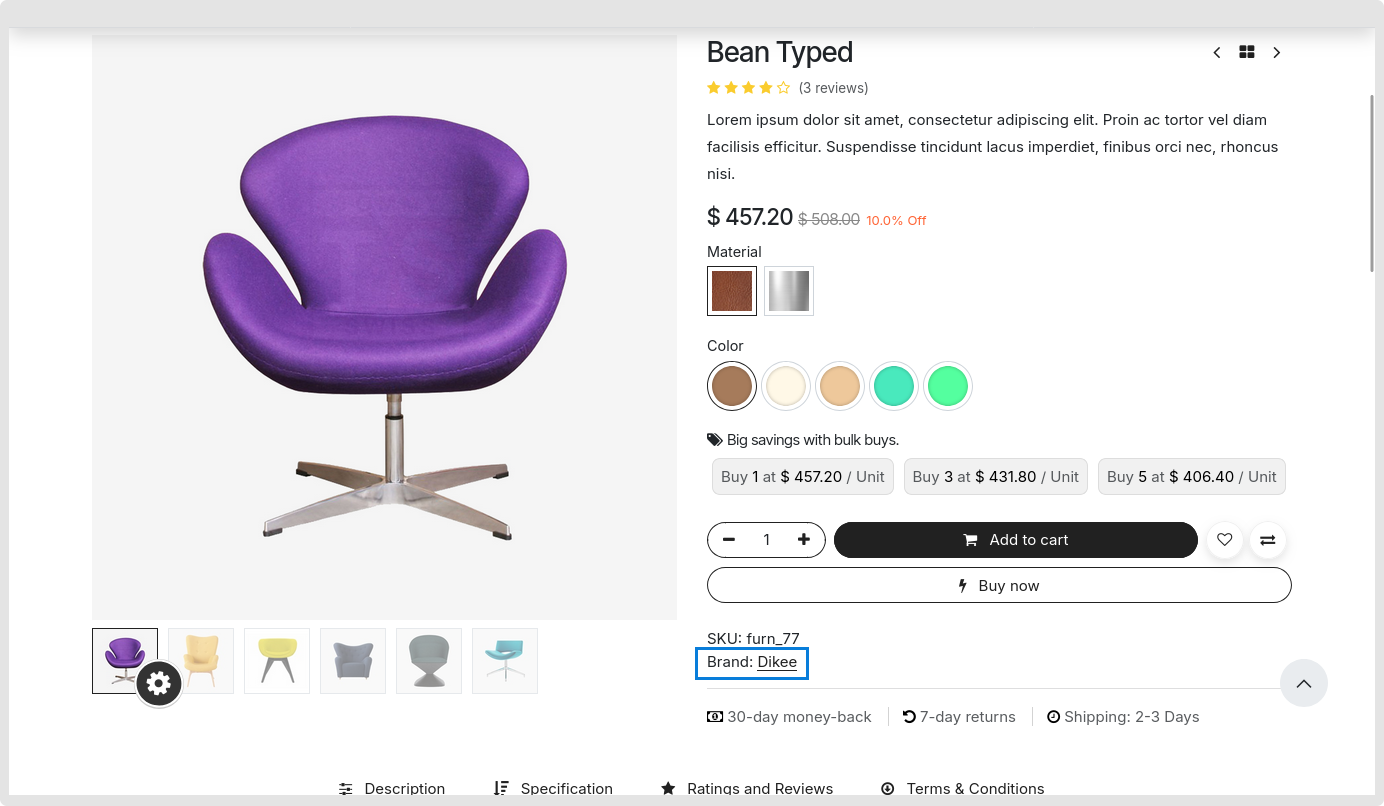 Bean Typed
(3 reviews)
Lorem ipsum dolor sit amet, consectetur adipiscing elit. Proin ac tortor vel diam
facilisis efficitur. Suspendisse tincidunt lacus imperdiet, finibus orci nec, rhoncus
nisi.
$ 457.20 $ 508.00 10.0% Off
Material
Color
Big savings with bulk buys.
Buy 1 at $ 457.20 / Unit Buy 3 at $ 431.80 / Unit Buy 5 at $ 406.40 / Unit
1 Add to cart
Buy now
SKU: furn_77
Brand: Dikee
30-day money-back 7-day returns Shipping: 2-3 Days
Description Specification Ratings and Reviews Terms & Conditions